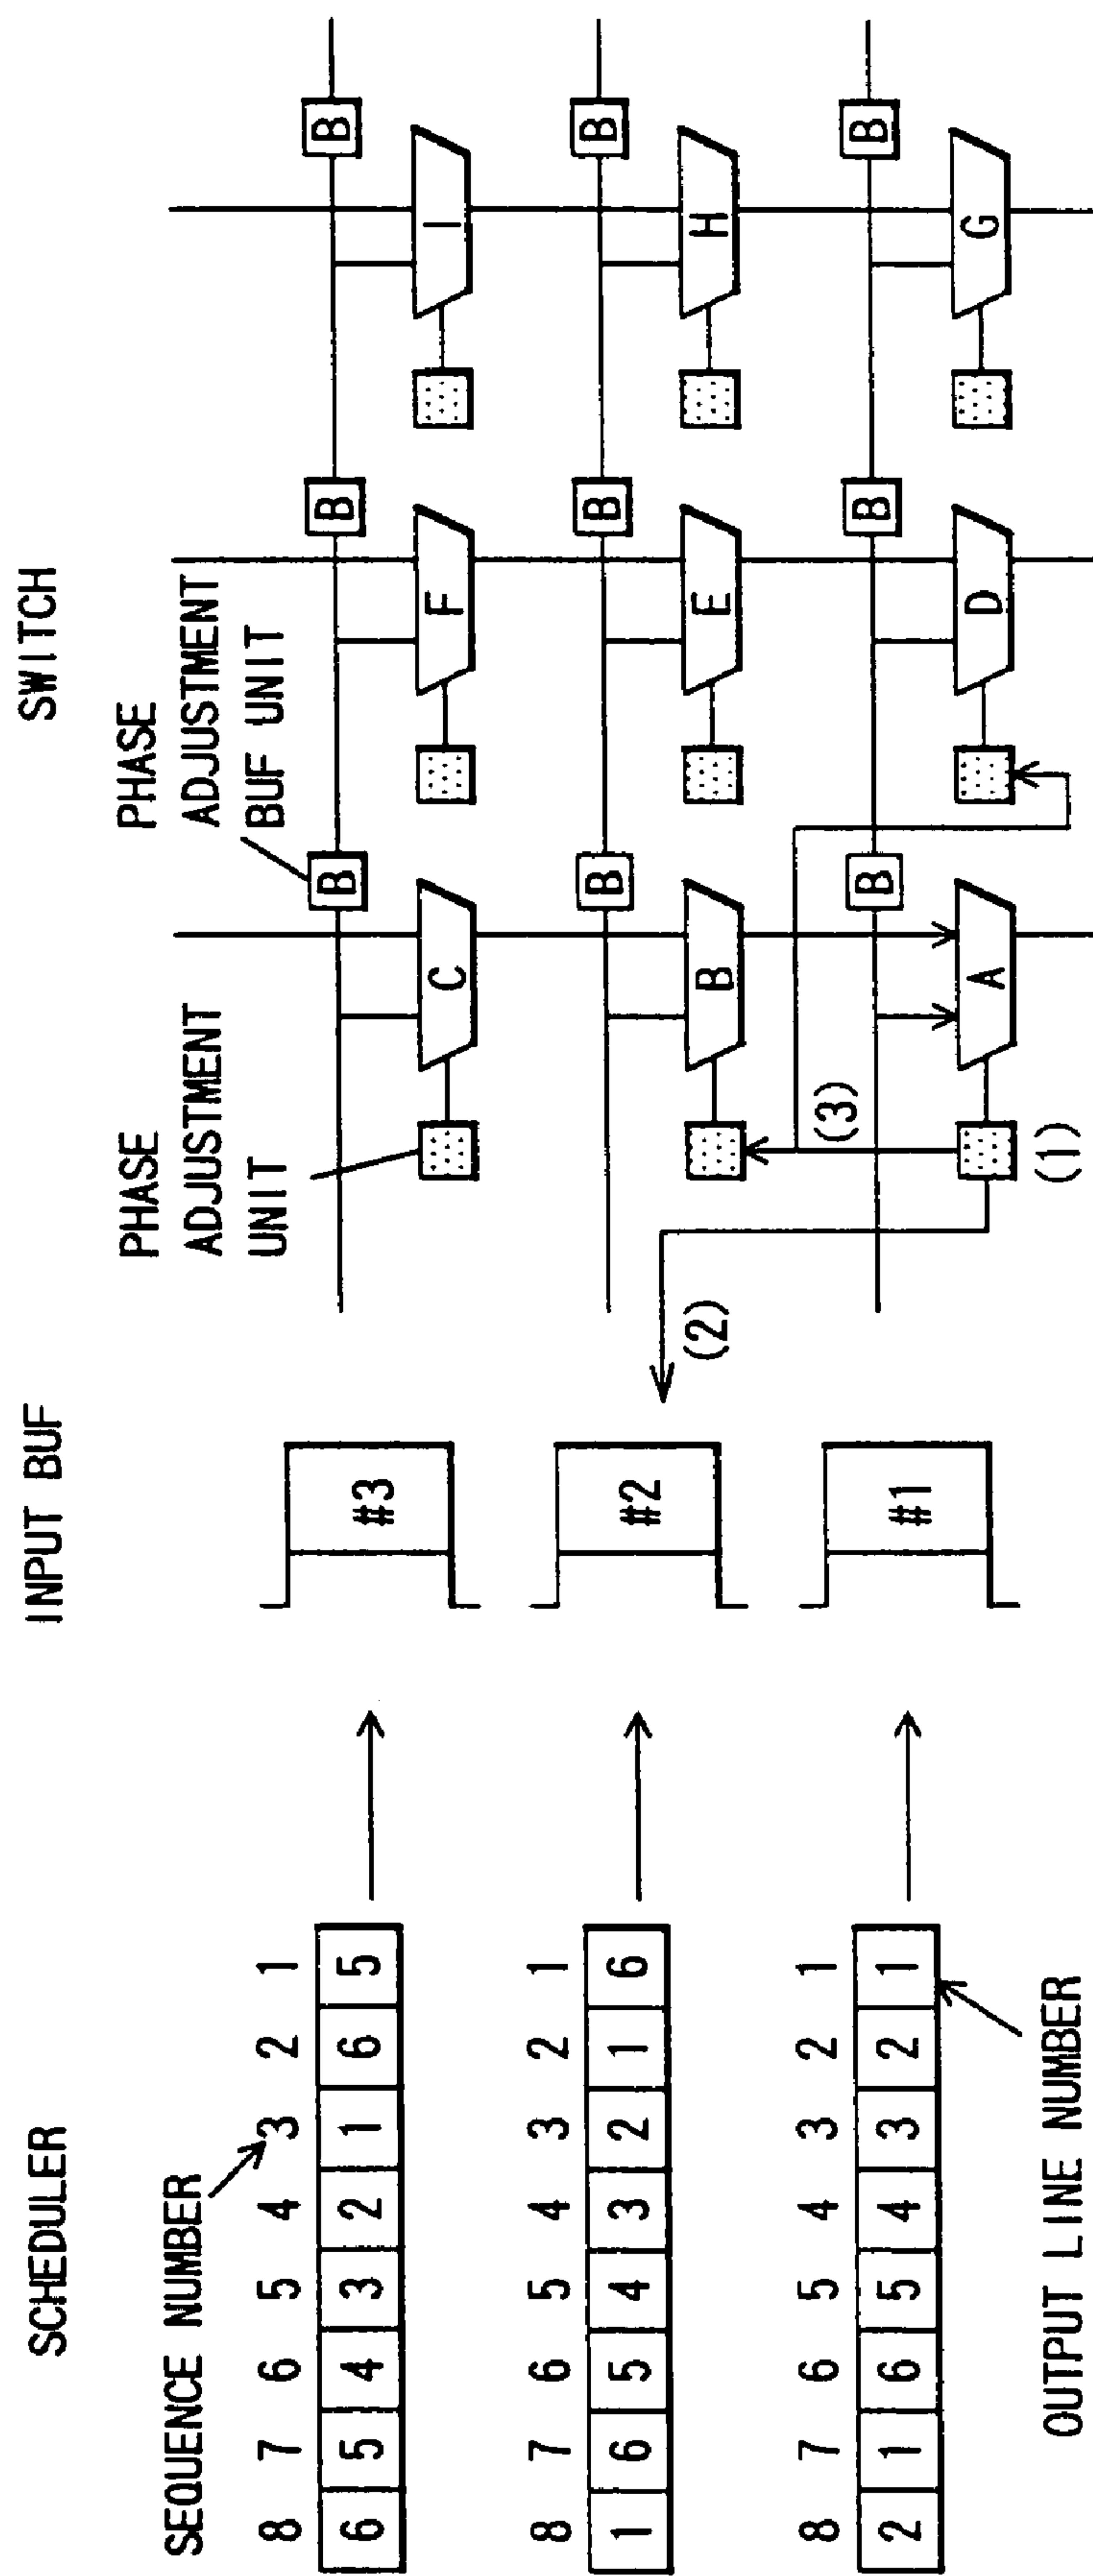 SCHEDULER
INPUT BUF
SWITCH
SEQUENCE NUMBER
PHASE
ADJUSTMENT
UNIT
PHASE
ADJUSTMENT
BUF UNIT
8 7 6 5 4 3 2 1
6 5 4 3 2 1 6 5
#3
B B B
C F I
8 7 6 5 4 3 2 1
1 6 5 4 3 2 1 6
#2
B B B
B E H
(2)
(3)
8 7 6 5 4 3 2 1
2 1 6 5 4 3 2 1
#1
B B B
A D G
(1)
OUTPUT LINE NUMBER